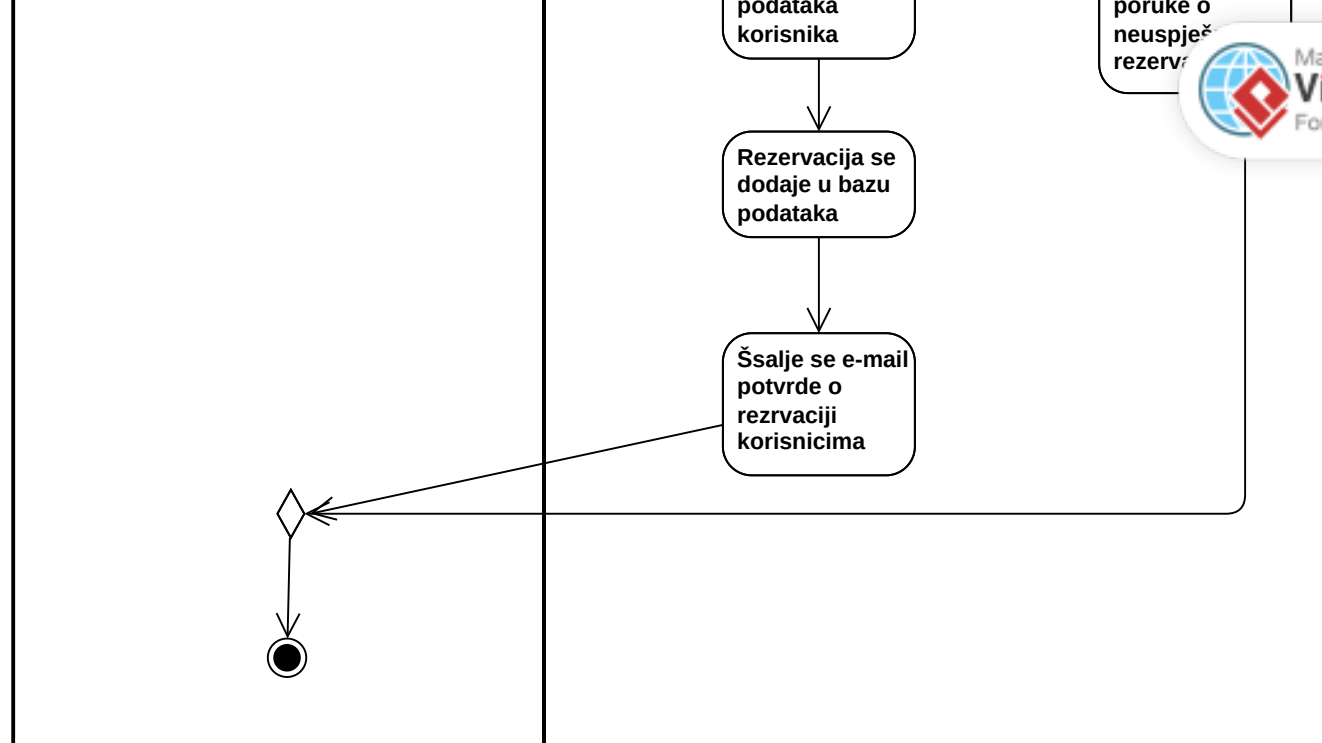 podataka
korisnika
poruke o
Rezervacija se
dodaje u bazu
podataka
Šsalje se e-mail
potvrde o
rezrvaciji
korisnicima